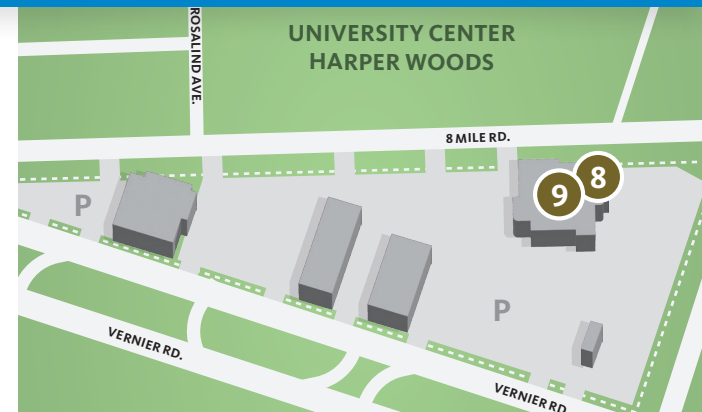 ROSALIND AVE.
UNIVERSITY CENTER
HARPER WOODS
8 MILE RD.
8
9
P
P
VERNIER RD.
VERNIER RD.